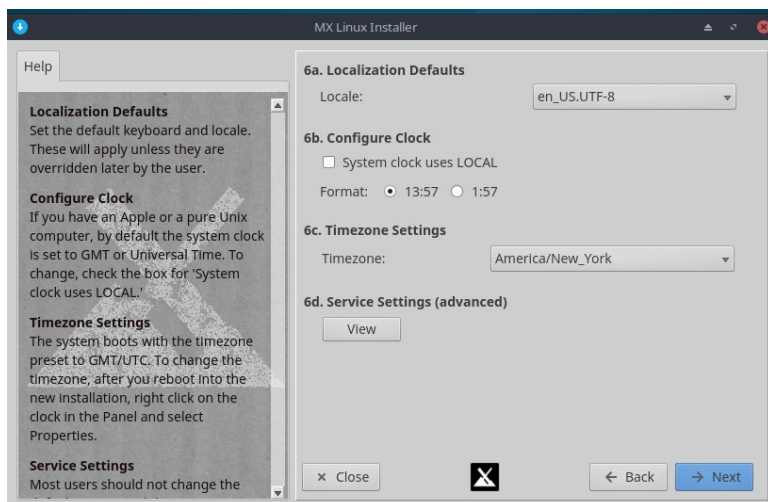 MX Linux Installer
Help
Localization Defaults
Set the default keyboard and locale.
These will apply unless they are
overridden later by the user.
Configure Clock
If you have an Apple or a pure Unix
computer, by default the system clock
is set to GMT or Universal Time. To
change, check the box for 'System
clock uses LOCAL.'
Timezone Settings
The system boots with the timezone
preset to GMT/UTC. To change the
timezone, after you reboot into the
new installation, right click on the
clock in the Panel and select
Properties.
Service Settings
Most users should not change the
6a. Localization Defaults
Locale: en_US.UTF-8
6b. Configure Clock
System clock uses LOCAL
Format: 13:57 1:57
6c. Timezone Settings
Timezone: America/New_York
6d. Service Settings (advanced)
View
Close Back Next